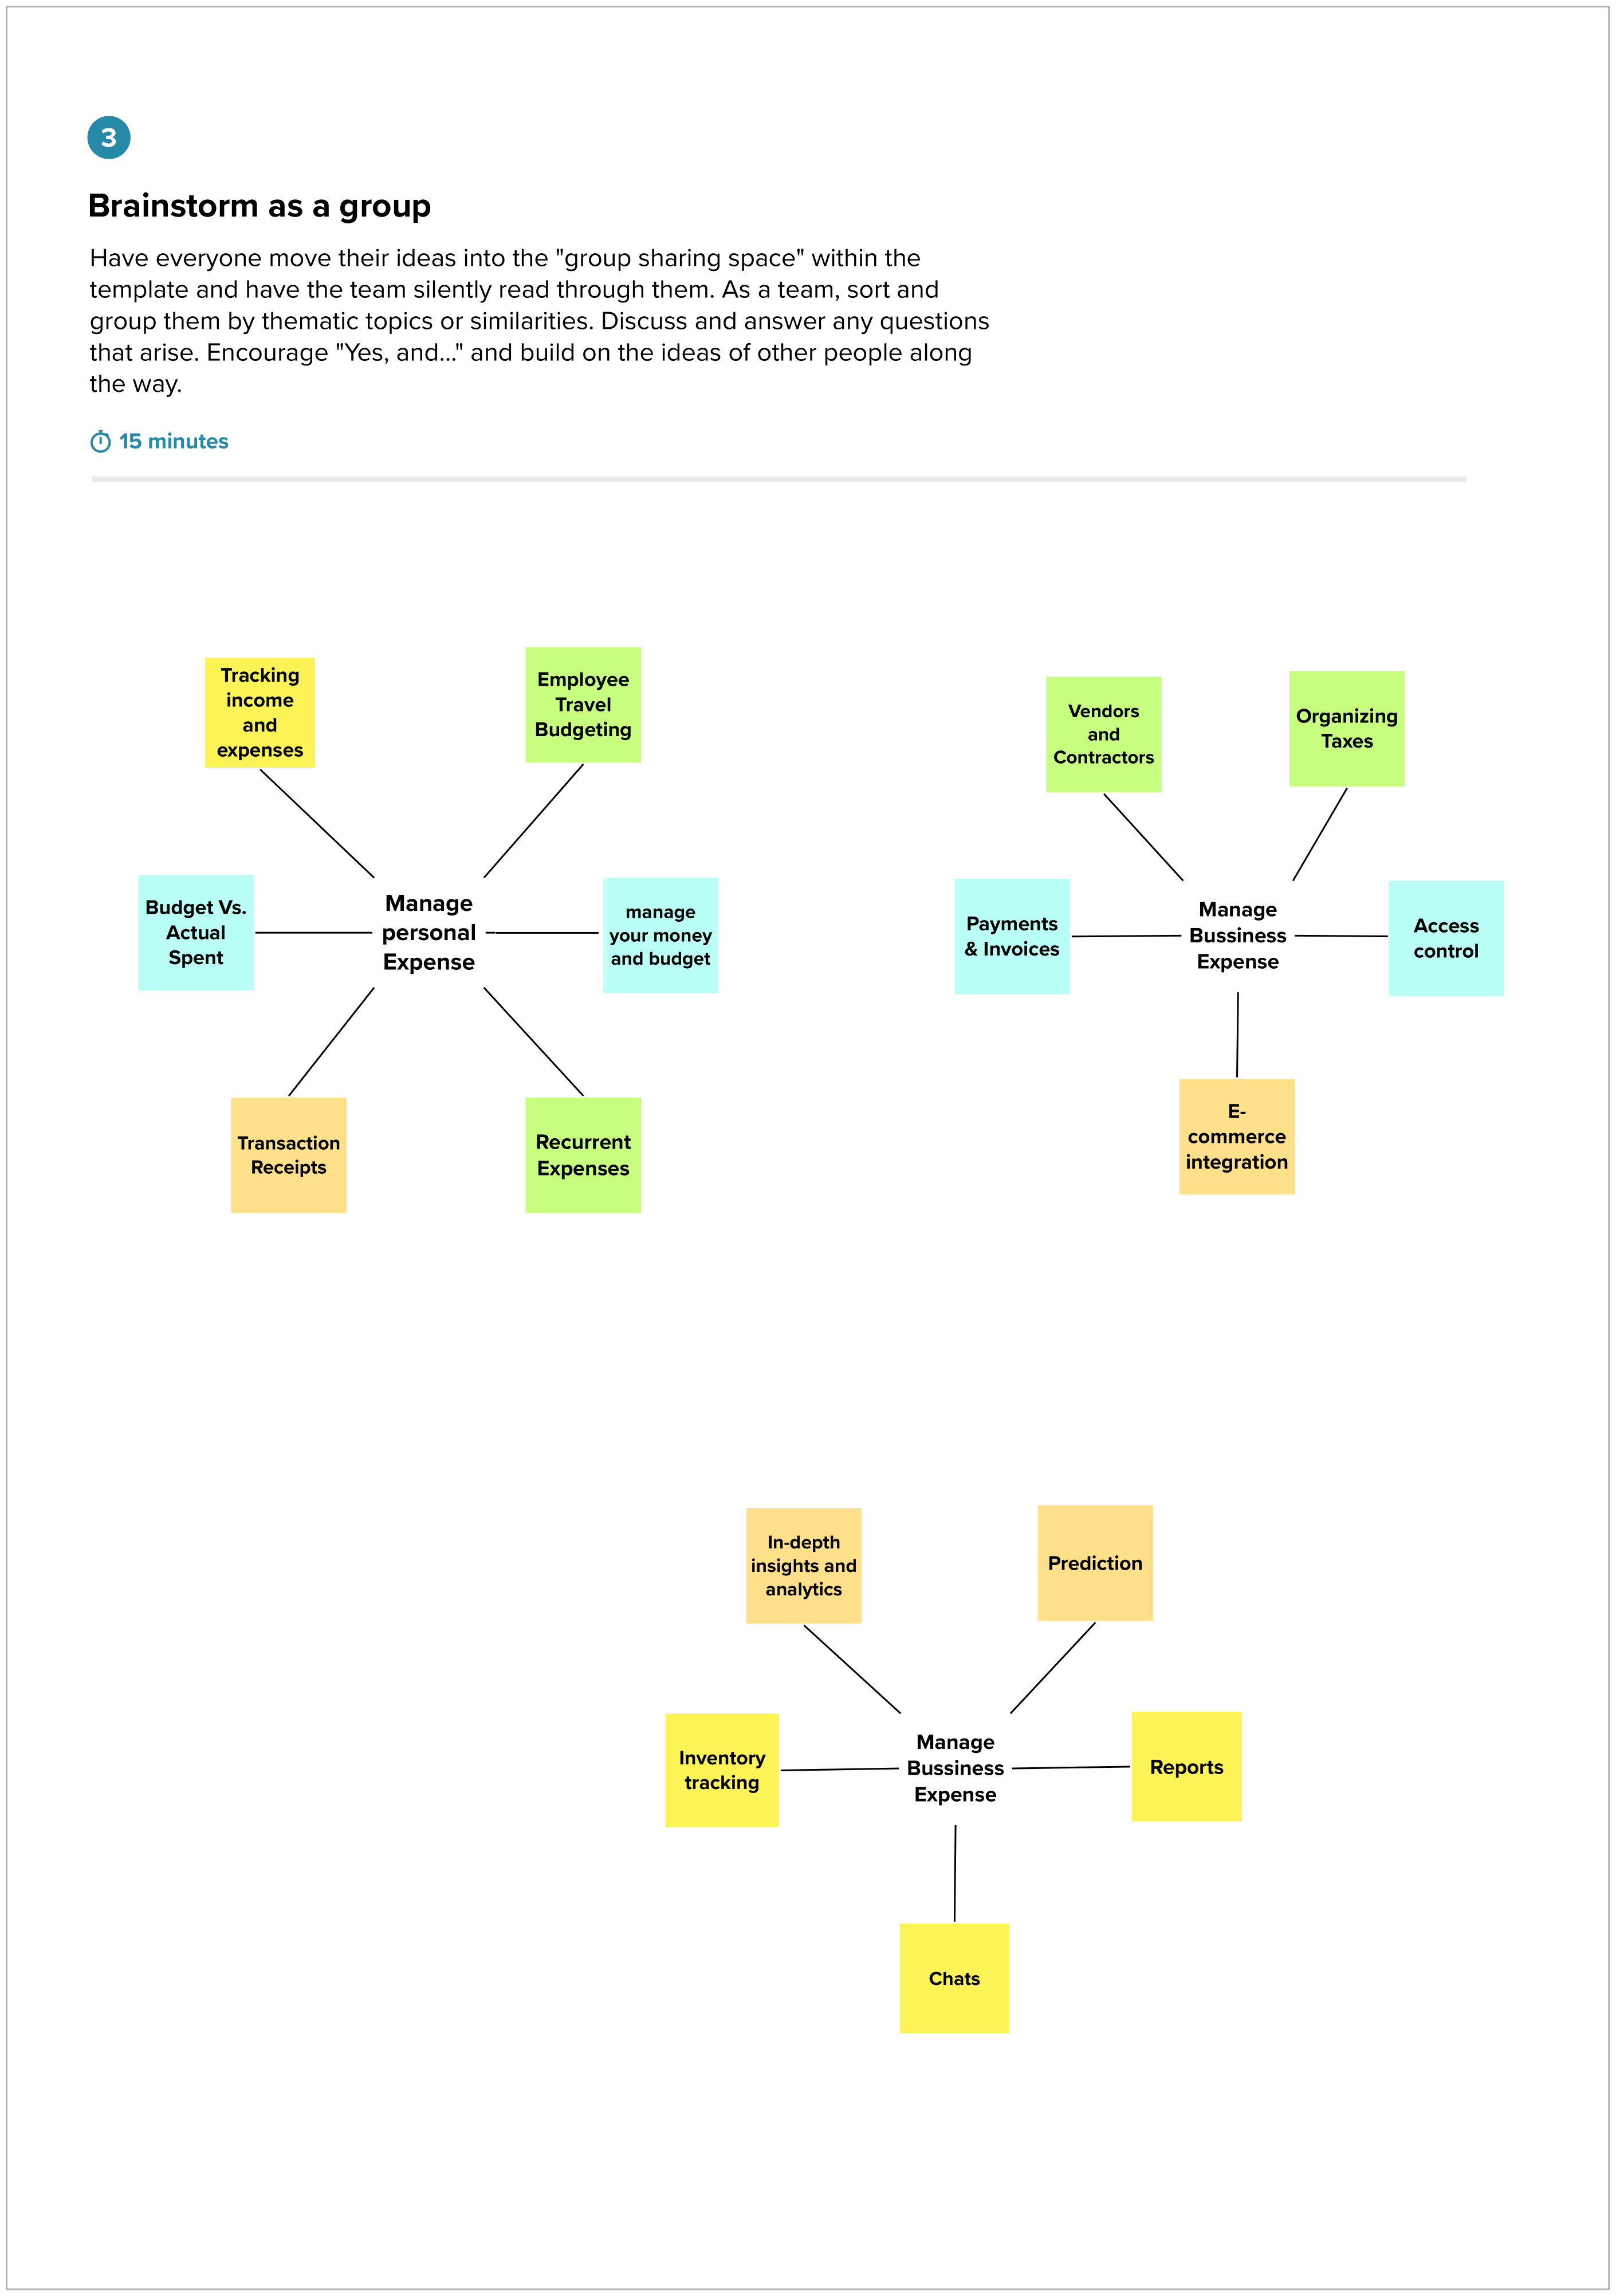 3
Brainstorm as a group
Have everyone move their ideas into the "group sharing space" within the
template and have the team silently read through them. As a team, sort and
group them by thematic topics or similarities. Discuss and answer any questions
that arise. Encourage "Yes, and..." and build on the ideas of other people along
the way.
15 minutes
Tracking
income
and
expenses
Employee
Travel
Budgeting
Budget Vs.
Actual
Spent
Manage
personal
Expense
manage
your money
and budget
Transaction
Receipts
Recurrent
Expenses
Vendors
and
Contractors
Organizing
Taxes
Payments
& Invoices
Manage
Bussiness
Expense
Access
control
E-
commerce
integration
In-depth
insights and
analytics
Prediction
Inventory
tracking
Manage
Bussiness
Expense
Reports
Chats